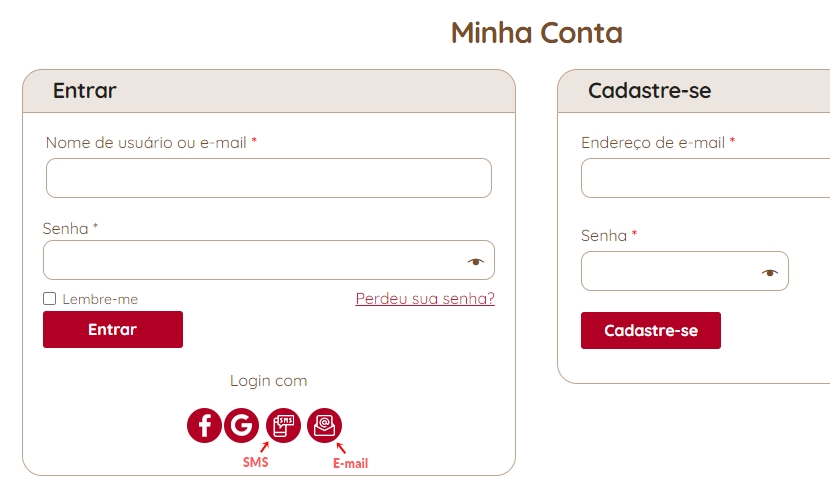 Minha Conta
Entrar
Nome de usuário ou e-mail *
Senha *
Lembre-me
Perdeu sua senha?
Entrar
Login com
f G SMS @
SMS
E-mail
Cadastre-se
Endereço de e-mail *
Senha *
Cadastre-se